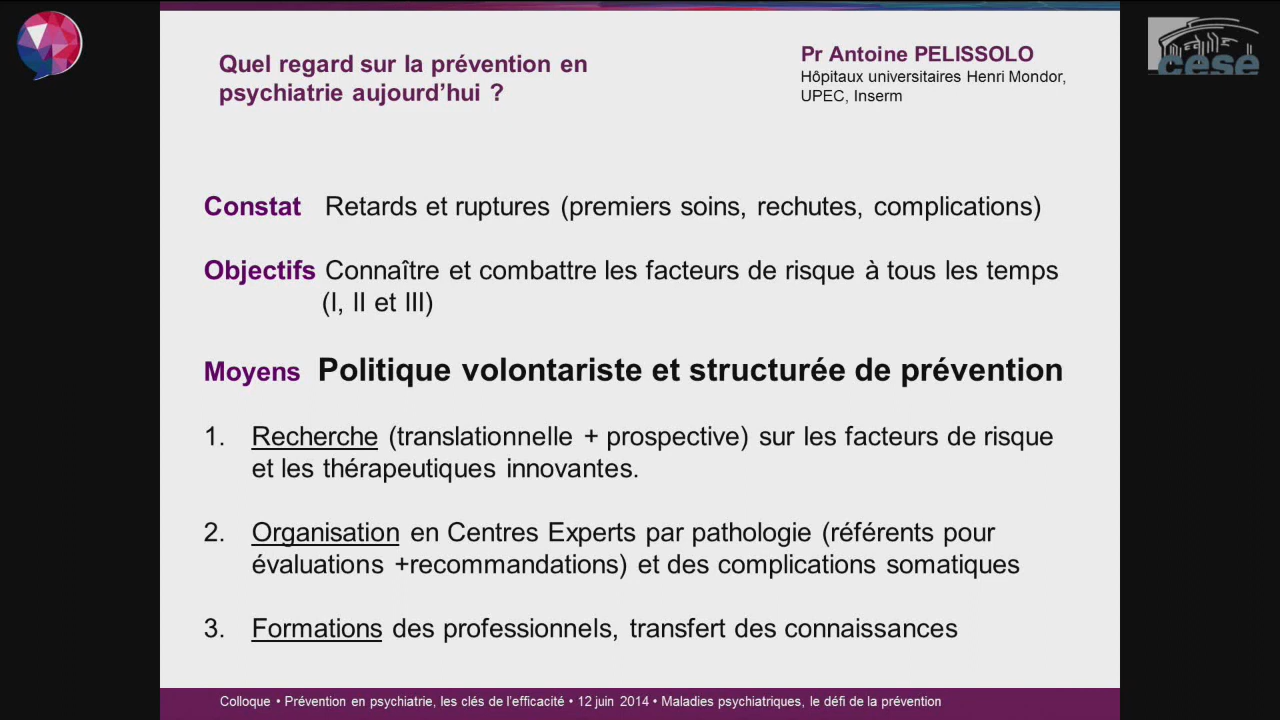 Quel regard sur la prévention en
psychiatrie aujourd’hui ?
Pr Antoine PELISSOLO
Hôpitaux universitaires Henri Mondor,
UPEC, Inserm
cese
Constat Retards et ruptures (premiers soins, rechutes, complications)
Objectifs Connaître et combattre les facteurs de risque à tous les temps
(I, II et III)
Moyens Politique volontariste et structurée de prévention
1. Recherche (translationnelle + prospective) sur les facteurs de risque
et les thérapeutiques innovantes.
2. Organisation en Centres Experts par pathologie (référents pour
évaluations +recommandations) et des complications somatiques
3. Formations des professionnels, transfert des connaissances
Colloque • Prévention en psychiatrie, les clés de l’efficacité • 12 juin 2014 • Maladies psychiatriques, le défi de la prévention